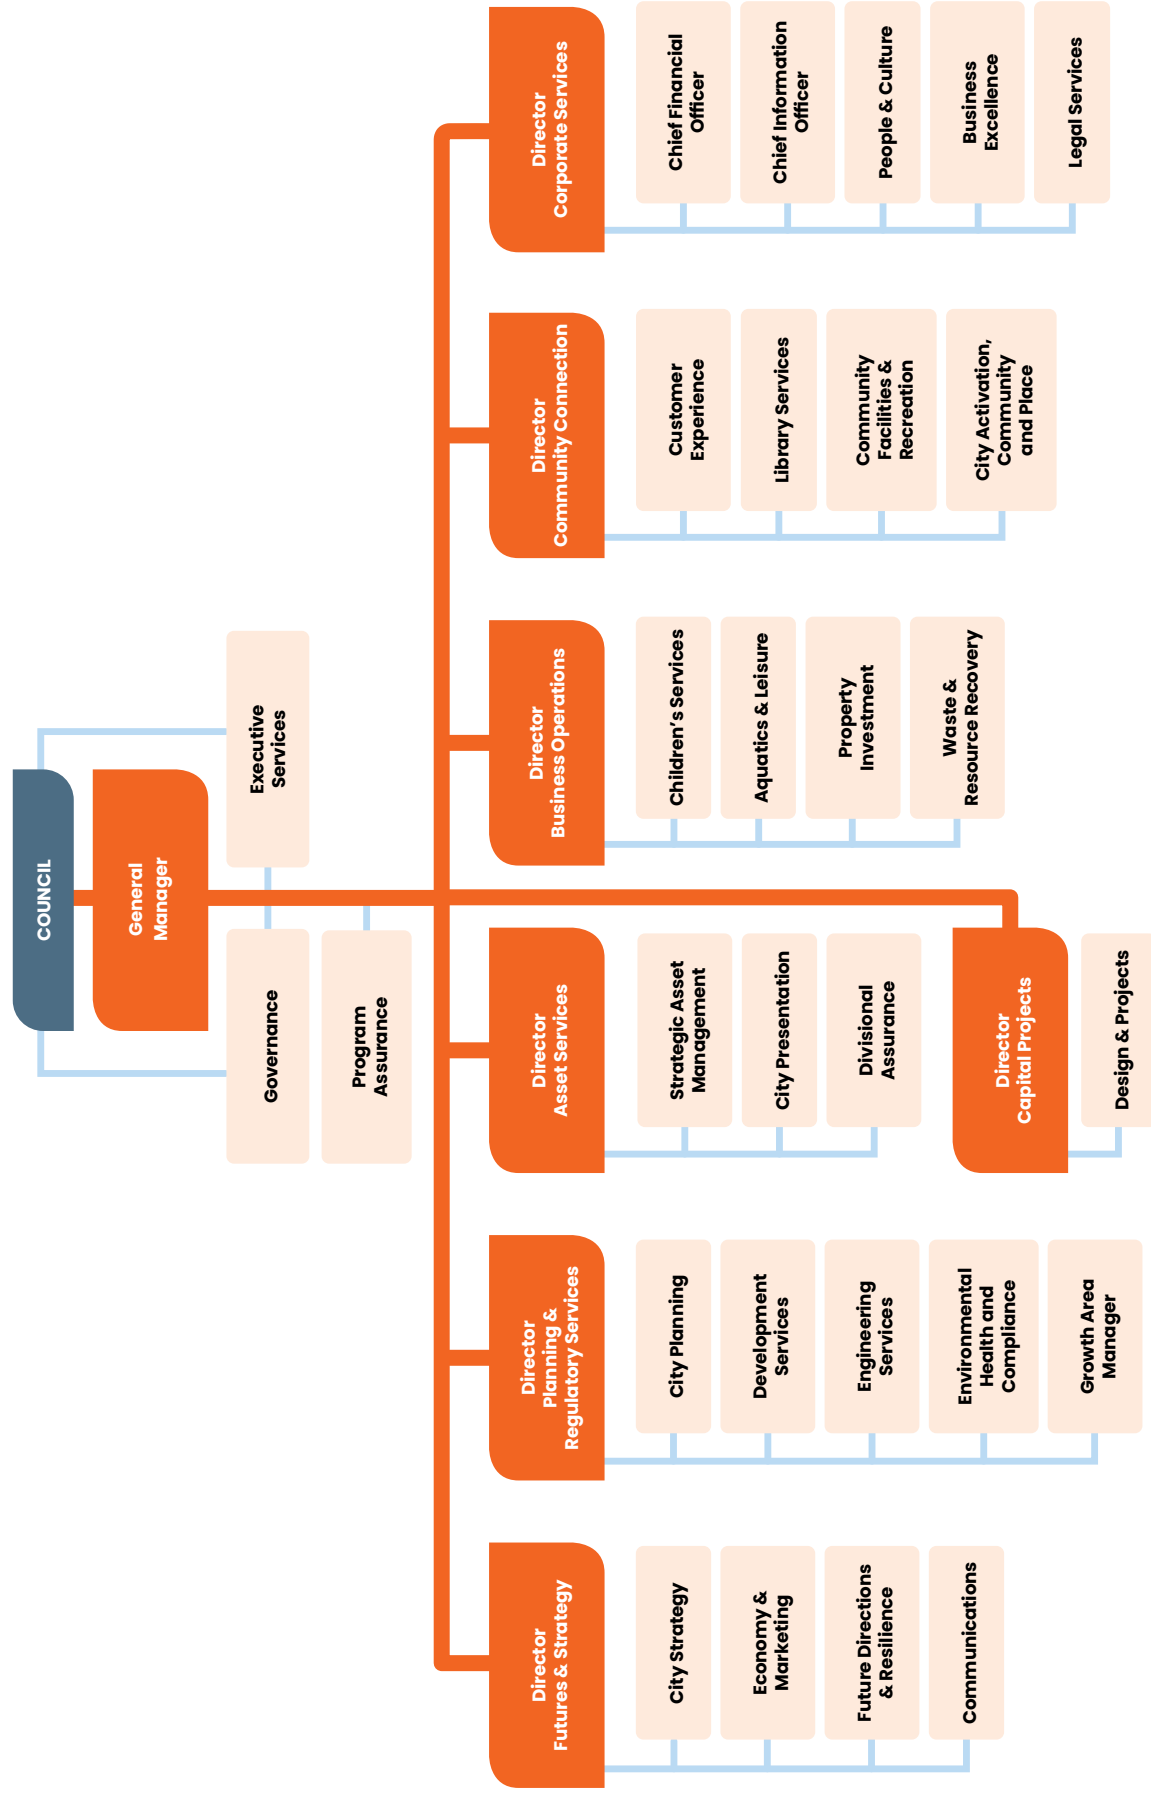 COUNCIL
General
Manager
Governance
Executive
Services
Program
Assurance
Director
Futures & Strategy
City Strategy
Economy &
Marketing
Future Directions
& Resilience
Communications
Director
Planning &
Regulatory Services
City Planning
Development
Services
Engineering
Services
Environmental
Health and
Compliance
Growth Area
Manager
Director
Asset Services
Strategic Asset
Management
City Presentation
Divisional
Assurance
Director
Capital Projects
Design & Projects
Director
Business Operations
Children’s Services
Aquatics & Leisure
Property
Investment
Waste &
Resource Recovery
Director
Community Connection
Customer
Experience
Library Services
Community
Facilities &
Recreation
City Activation,
Community
and Place
Director
Corporate Services
Chief Financial
Officer
Chief Information
Officer
People & Culture
Business
Excellence
Legal Services